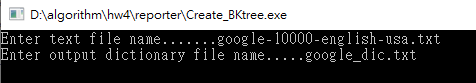 D:\algorithm\hw4\reporter\Create_BKtree.exe
Enter text file name.......google-10000-english-usa.txt
Enter output dictionary file name.....google_dic.txt